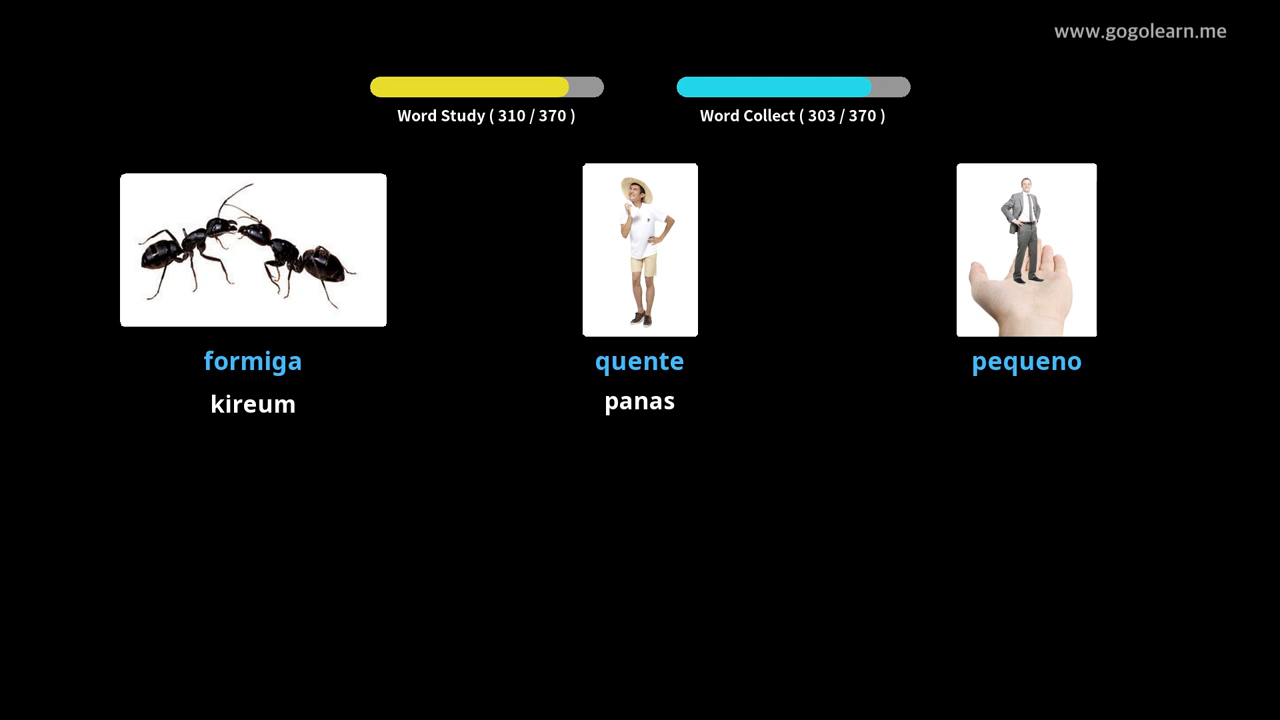 www.gogolearn.me
Word Study ( 310 / 370 )
Word Collect ( 303 / 370 )
formiga
quente
pequeno
kireum
panas